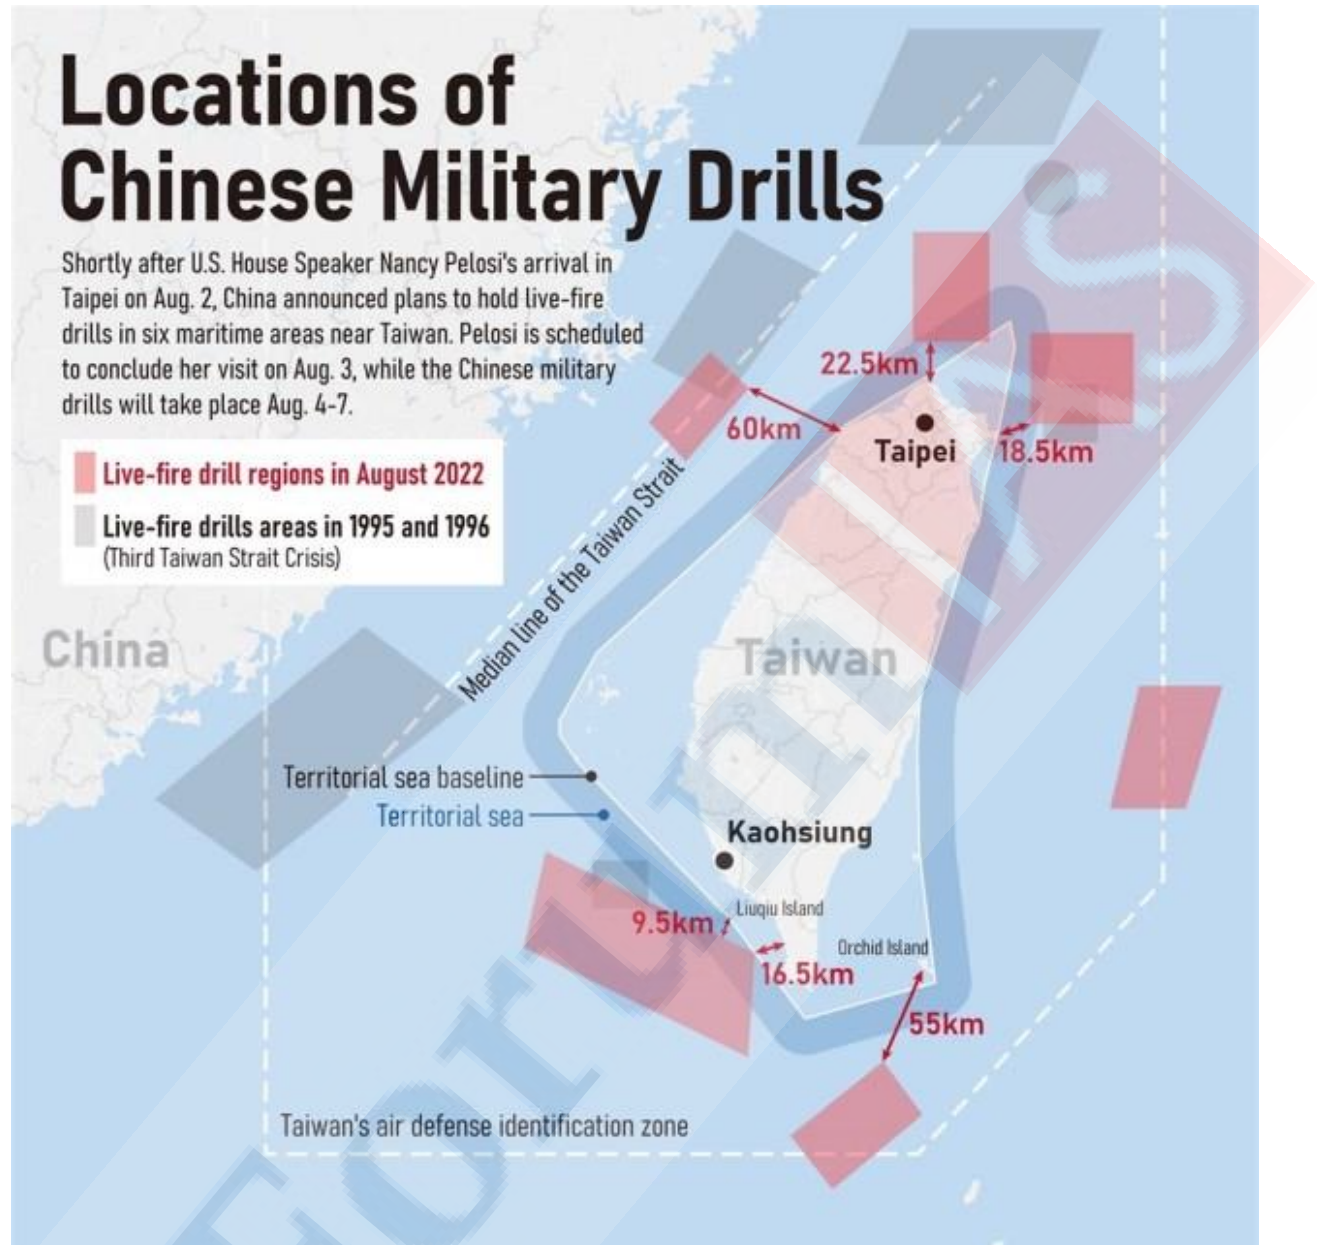 Locations of
Chinese Military Drills
Shortly after U.S. House Speaker Nancy Pelosi's arrival in
Taipei on Aug. 2, China announced plans to hold live-fire
drills in six maritime areas near Taiwan. Pelosi is scheduled
to conclude her visit on Aug. 3, while the Chinese military
drills will take place Aug. 4-7.
Live-fire drill regions in August 2022
Live-fire drills areas in 1995 and 1996
(Third Taiwan Strait Crisis)
22.5km
60km
Taipei
18.5km
Median line of the Taiwan Strait
China
Taiwan
Territorial sea baseline
Territorial sea
Kaohsiung
Liuqiu Island
9.5km
Orchid Island
16.5km
55km
Taiwan's air defense identification zone
Forum IAS